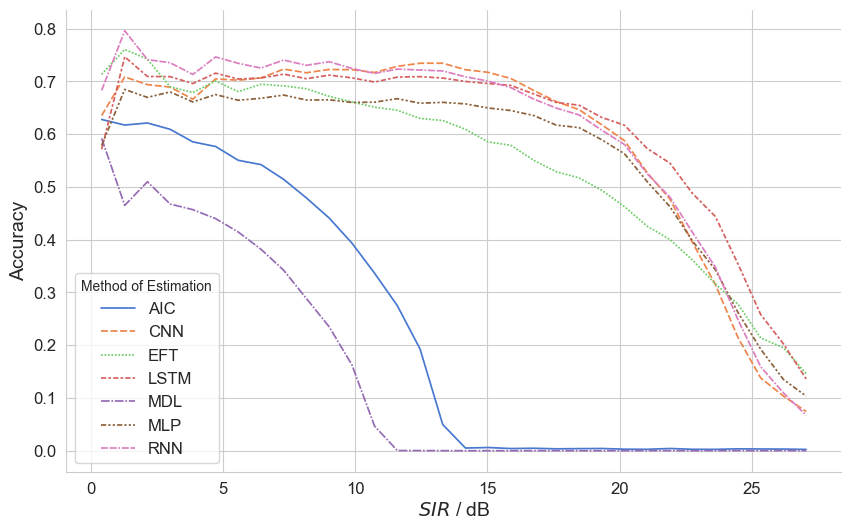 0.8
0.7
0.6
0.5
0.4
0.3
0.2
0.1
0.0
Accuracy
Method of Estimation
AIC
CNN
EFT
LSTM
MDL
MLP
RNN
0 5 10 15 20 25
SIR / dB